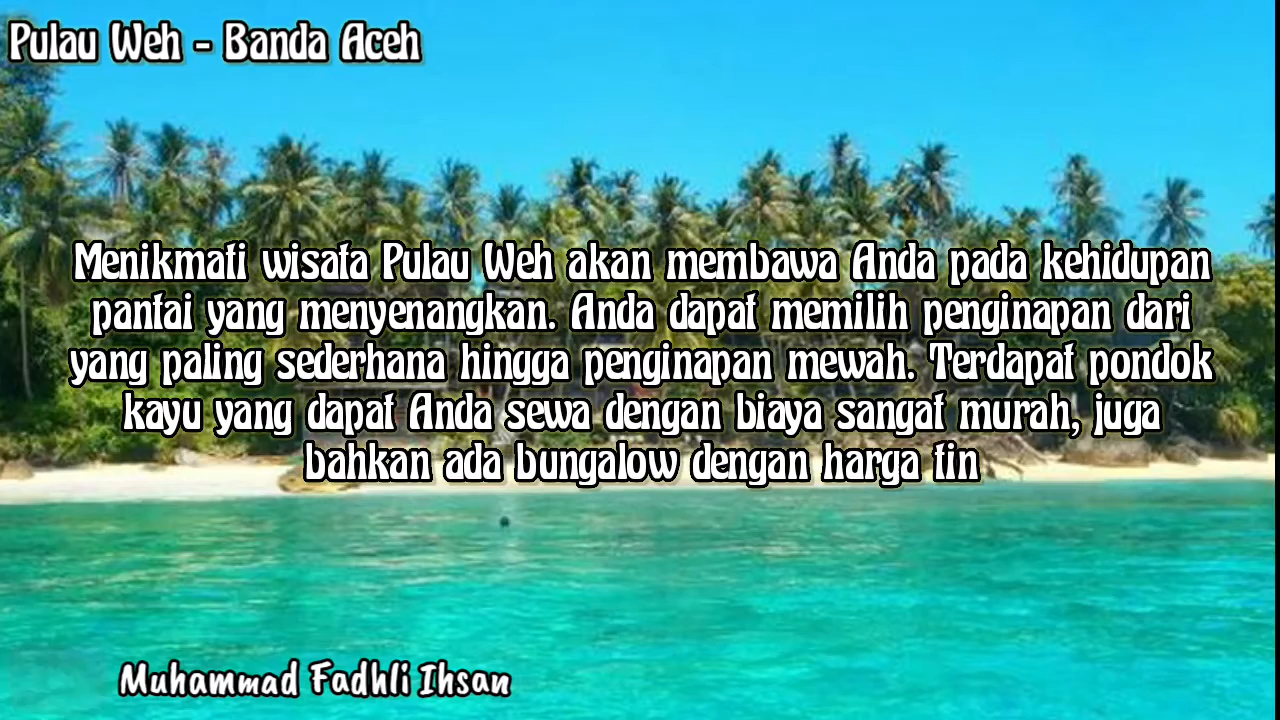 Pulau Weh - Banda Aceh
Menikmati wisata Pulau Weh akan membawa Anda pada kehidupan
pantai yang menyenangkan. Anda dapat memilih penginapan dari
yang paling sederhana hingga penginapan mewah. Terdapat pondok
kayu yang dapat Anda sewa dengan biaya sangat murah, juga
bahkan ada bungalow dengan harga tin
Muhammad Fadhli Ihsan